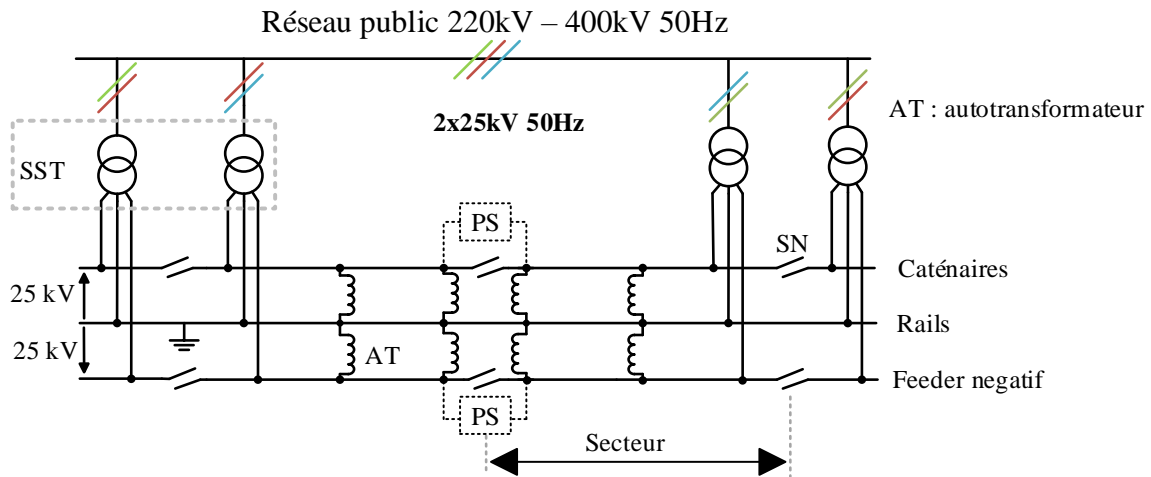 Réseau public 220kV – 400kV 50Hz
AT : autotransformateur
2x25kV 50Hz
SST
PS
SN
Caténaires
25 kV
Rails
25 kV
AT
Feeder negatif
PS
Secteur